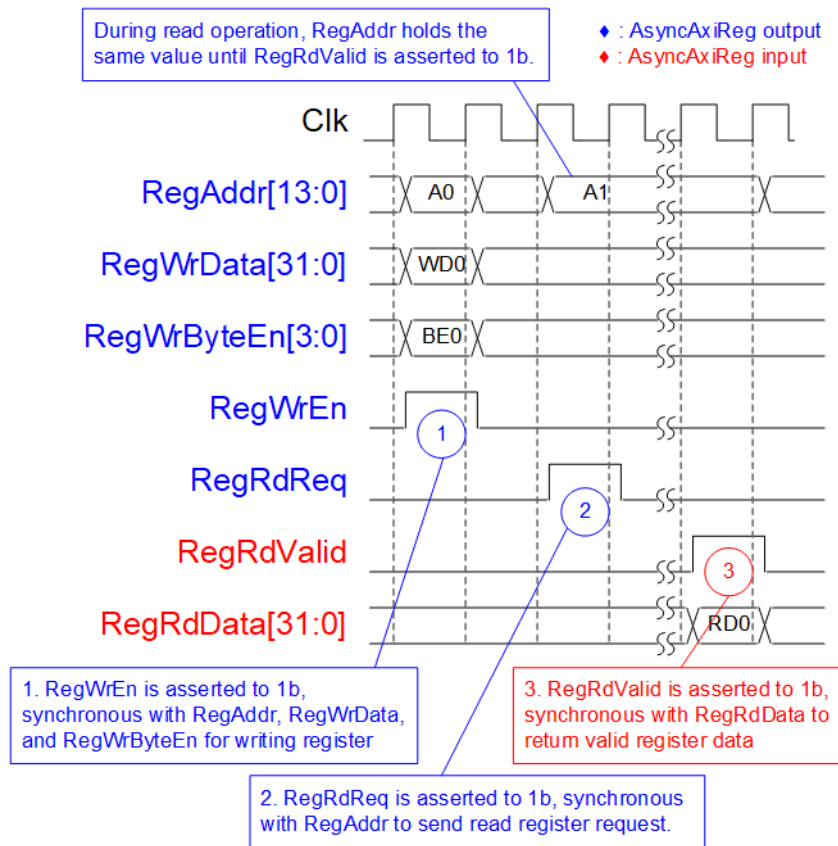 During read operation, RegAddr holds the
same value until RegRdValid is asserted to 1b.
♦ : AsyncAxiReg output
♦ : AsyncAxiReg input
Clk
RegAddr[13:0]
A0
A1
RegWrData[31:0]
WD0
RegWrByteEn[3:0]
BE0
RegWrEn
1
RegRdReq
2
RegRdValid
3
RegRdData[31:0]
RD0
1. RegWrEn is asserted to 1b,
synchronous with RegAddr, RegWrData,
and RegWrByteEn for writing register
3. RegRdValid is asserted to 1b,
synchronous with RegRdData to
return valid register data
2. RegRdReq is asserted to 1b, synchronous
with RegAddr to send read register request.